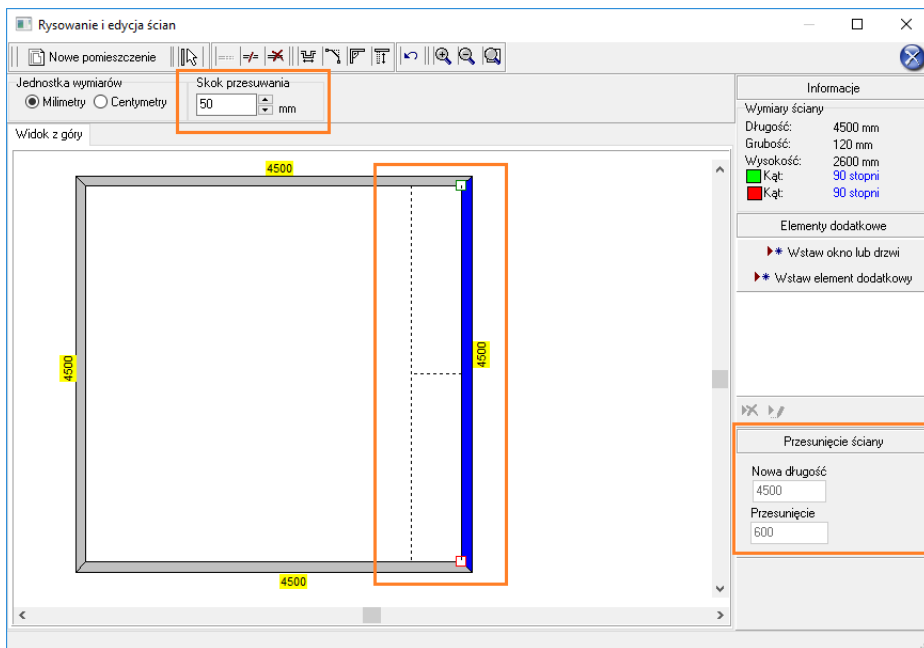 Rysowanie i edycja ścian
Nowe pomieszczenie
Jednostka wymiarów
Milimetry
Centymetry
Skok przesuwania
50
mm
Widok z góry
4500
4500
4500
4500
Informacje
Wymiary ściany
Długość: 4500 mm
Grubość: 120 mm
Wysokość: 2600 mm
Kąt: 90 stopni
Kąt: 90 stopni
Elementy dodatkowe
Wstaw okno lub drzwi
Wstaw element dodatkowy
Przesunięcie ściany
Nowa długość
4500
Przesunięcie
600